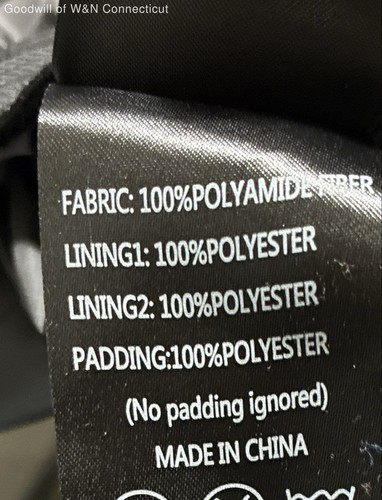 Goodwill of W&N Connecticut
FABRIC: 100%POLYAMIDE FIBER
LINING1: 100%POLYESTER
LINING2: 100%POLYESTER
PADDING:100%POLYESTER
(No padding ignored)
MADE IN CHINA